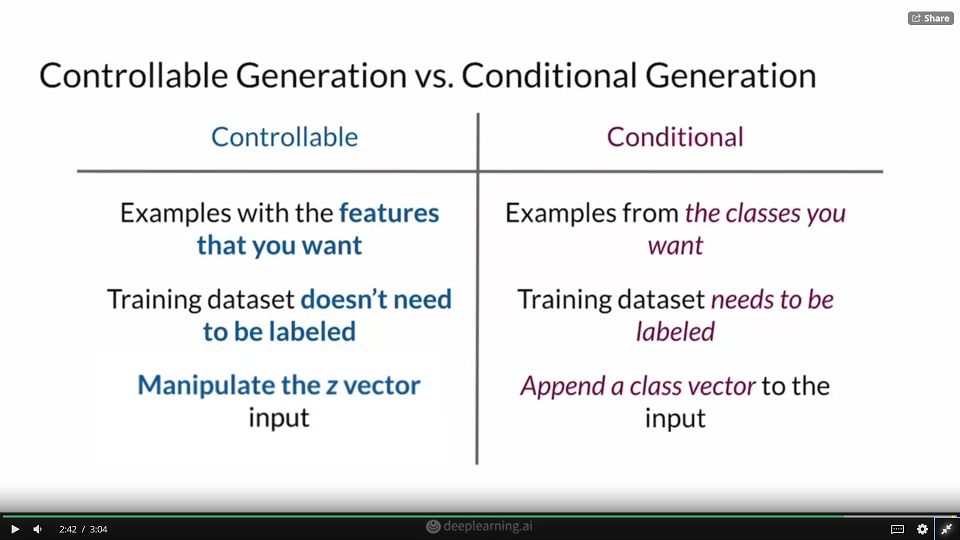 Share
Controllable Generation vs. Conditional Generation
Controllable
Conditional
Examples with the features
that you want
Examples from the classes you
want
Training dataset doesn’t need
to be labeled
Training dataset needs to be
labeled
Manipulate the z vector
input
Append a class vector to the
input
2:42 / 3:04
deeplearning.ai